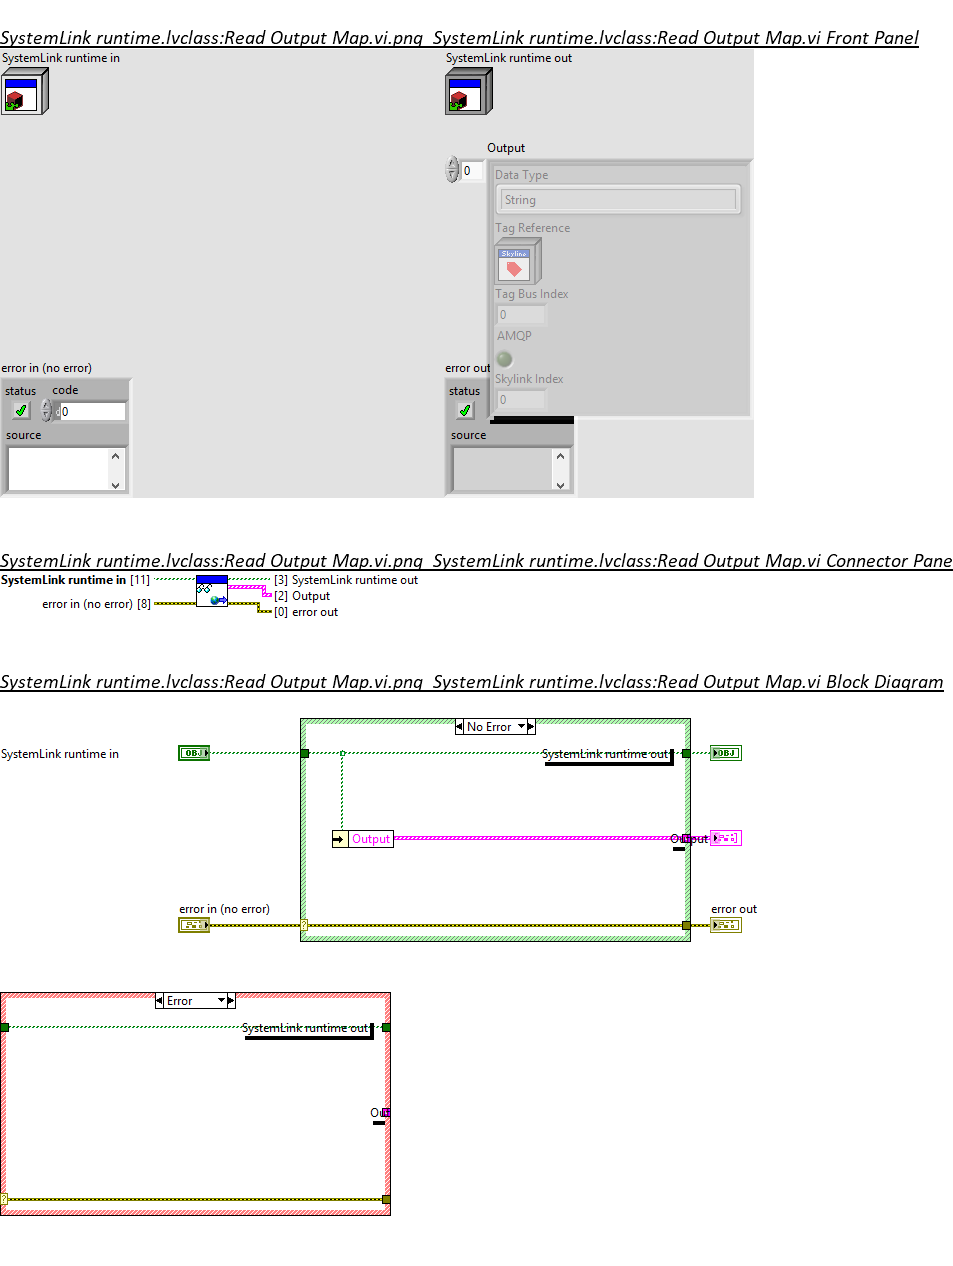 SystemLink runtime.lvclass:Read Output Map.vi.png SystemLink runtime.lvclass:Read Output Map.vi Front Panel
SystemLink runtime in
SystemLink runtime out
Output
0
Data Type
String
Tag Reference
Skyline
Tag Bus Index
0
AMQP
Skylink Index
0
error in (no error)
status code
0
source
error out
status
source
SystemLink runtime.lvclass:Read Output Map.vi.png SystemLink runtime.lvclass:Read Output Map.vi Connector Pane
SystemLink runtime in [11]
error in (no error) [8]
[3] SystemLink runtime out
[2] Output
[0] error out
SystemLink runtime.lvclass:Read Output Map.vi.png SystemLink runtime.lvclass:Read Output Map.vi Block Diagram
No Error
SystemLink runtime in
OBJ
SystemLink runtime out
OBJ
Output
Output
error in (no error)
?
error out
Error
SystemLink runtime out
Out
?